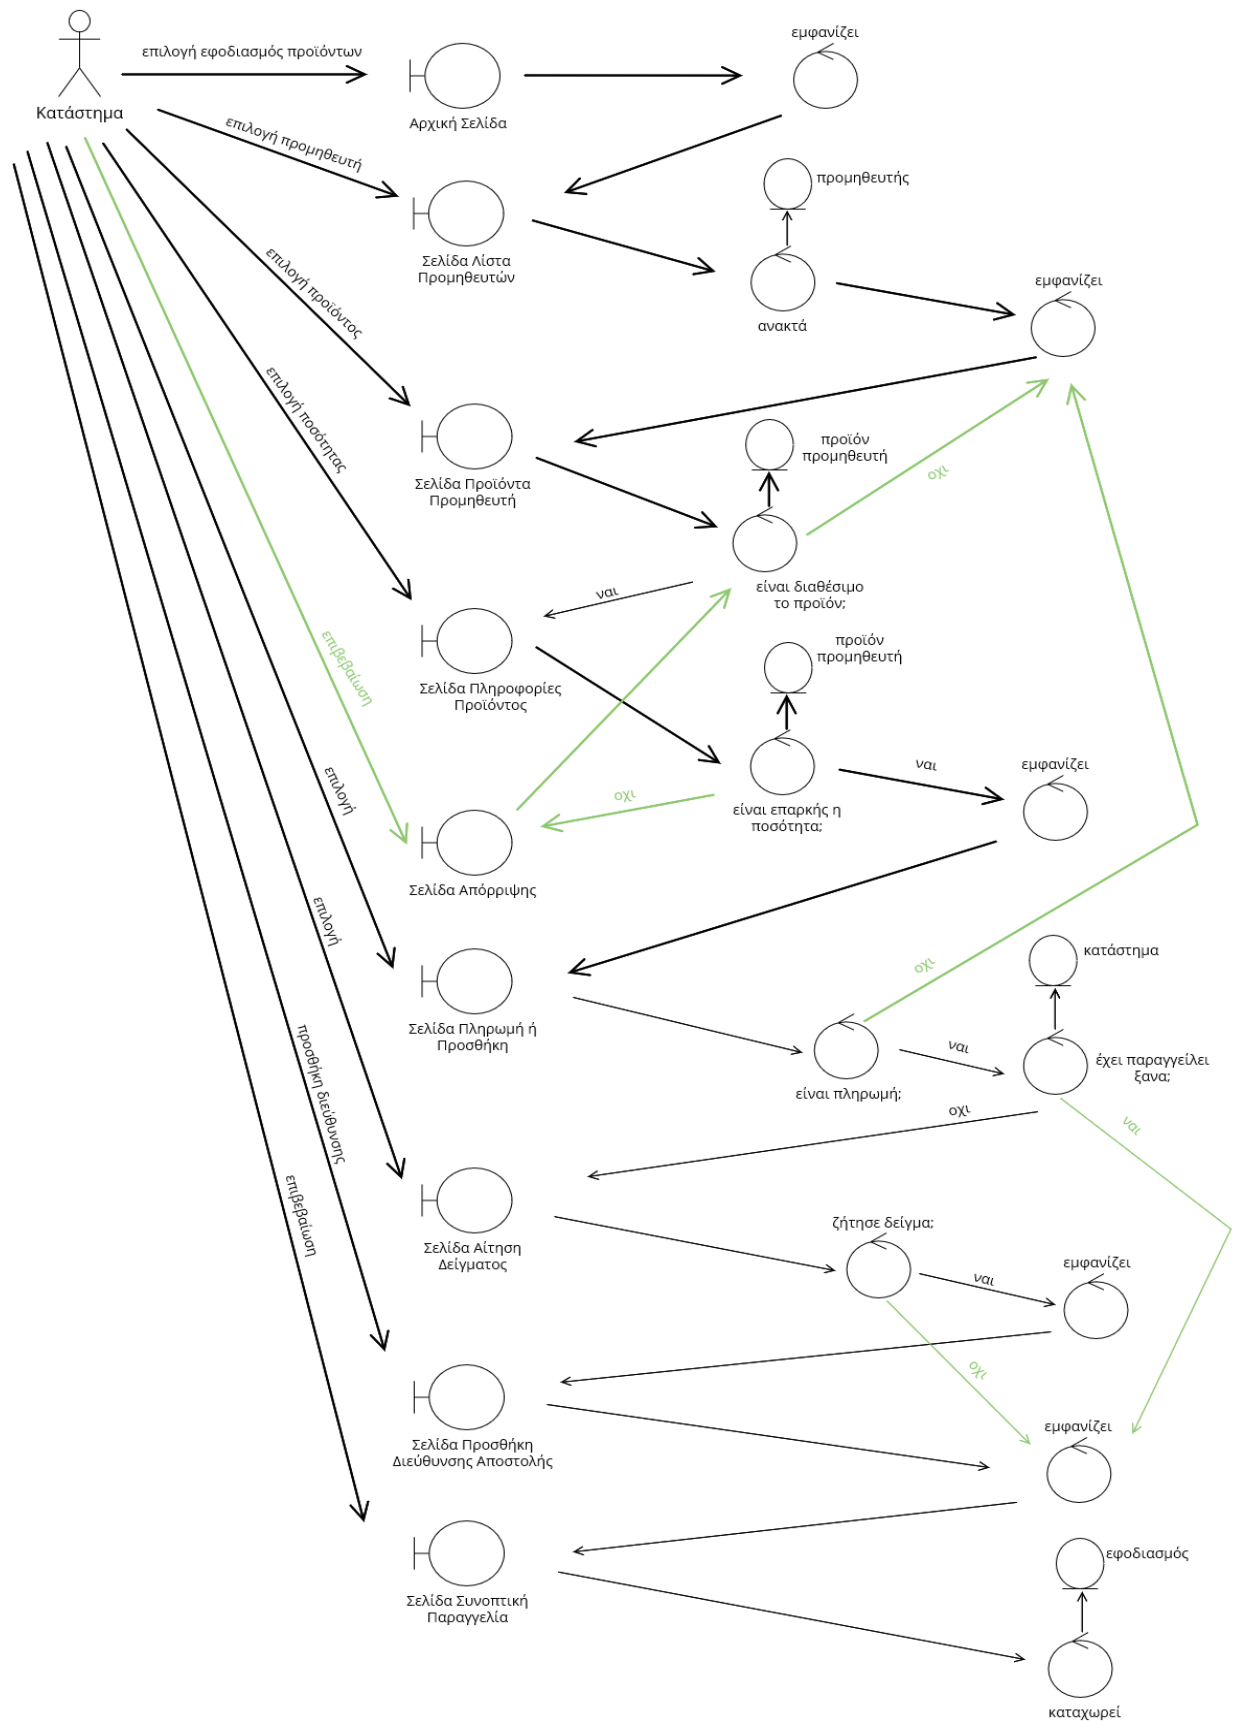 εμφανίζει
επιλογή εφοδιασμός προϊόντων
Κατάστημα
Αρχική Σελίδα
επιλογή προμηθευτή
προμηθευτής
Σελίδα Λίστα
Προμηθευτών
εμφανίζει
ανακτά
επιλογή προϊόντος
επιλογή ποσότητας
προϊόν
προμηθευτή
οχι
Σελίδα Προϊόντα
Προμηθευτή
είναι διαθέσιμο
το προϊόν;
ναι
επιβεβαίωση
προϊόν
προμηθευτή
Σελίδα Πληροφορίες
Προϊόντος
ναι
εμφανίζει
οχι
είναι επαρκής η
ποσότητα;
επιλογή
Σελίδα Απόρριψης
επιλογή
κατάστημα
οχι
Σελίδα Πληρωμή ή
Προσθήκη
ναι
έχει παραγγείλει
ξανα;
είναι πληρωμή;
οχι
ναι
προσθήκη διεύθυνσης
επιβεβαίωση
ζήτησε δείγμα;
Σελίδα Αίτηση
Δείγματος
εμφανίζει
ναι
οχι
εμφανίζει
Σελίδα Προσθήκη
Διεύθυνσης Αποστολής
εφοδιασμός
Σελίδα Συνοπτική
Παραγγελία
καταχωρεί